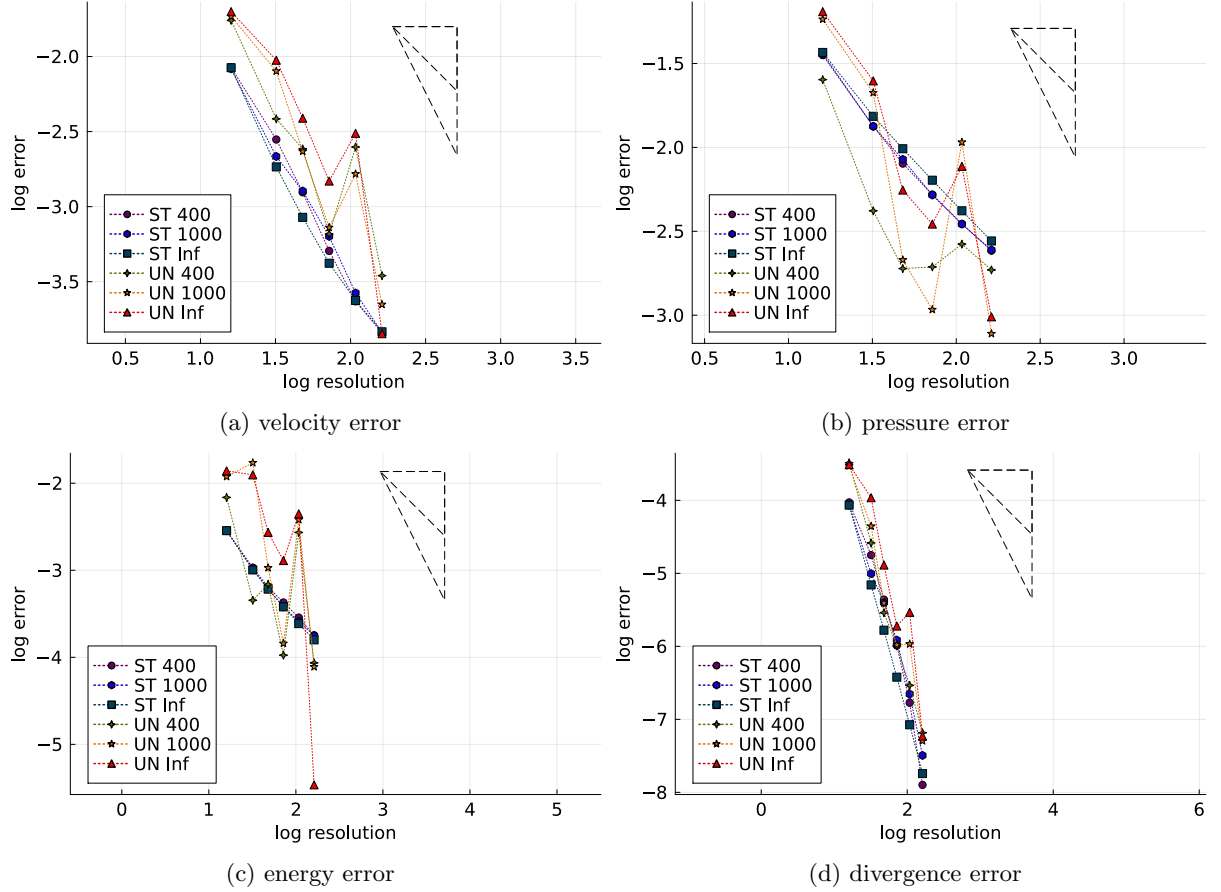 −2.0
−2.5
−3.0
−3.5
log error
ST 400
ST 1000
ST Inf
UN 400
UN 1000
UN Inf
0.5 1.0 1.5 2.0 2.5 3.0 3.5
log resolution
(a) velocity error
−1.5
−2.0
−2.5
−3.0
log error
ST 400
ST 1000
ST Inf
UN 400
UN 1000
UN Inf
0.5 1.0 1.5 2.0 2.5 3.0
log resolution
(b) pressure error
−2
−3
−4
−5
log error
ST 400
ST 1000
ST Inf
UN 400
UN 1000
UN Inf
0 1 2 3 4 5
log resolution
(c) energy error
−4
−5
−6
−7
−8
log error
ST 400
ST 1000
ST Inf
UN 400
UN 1000
UN Inf
0 2 4 6
log resolution
(d) divergence error